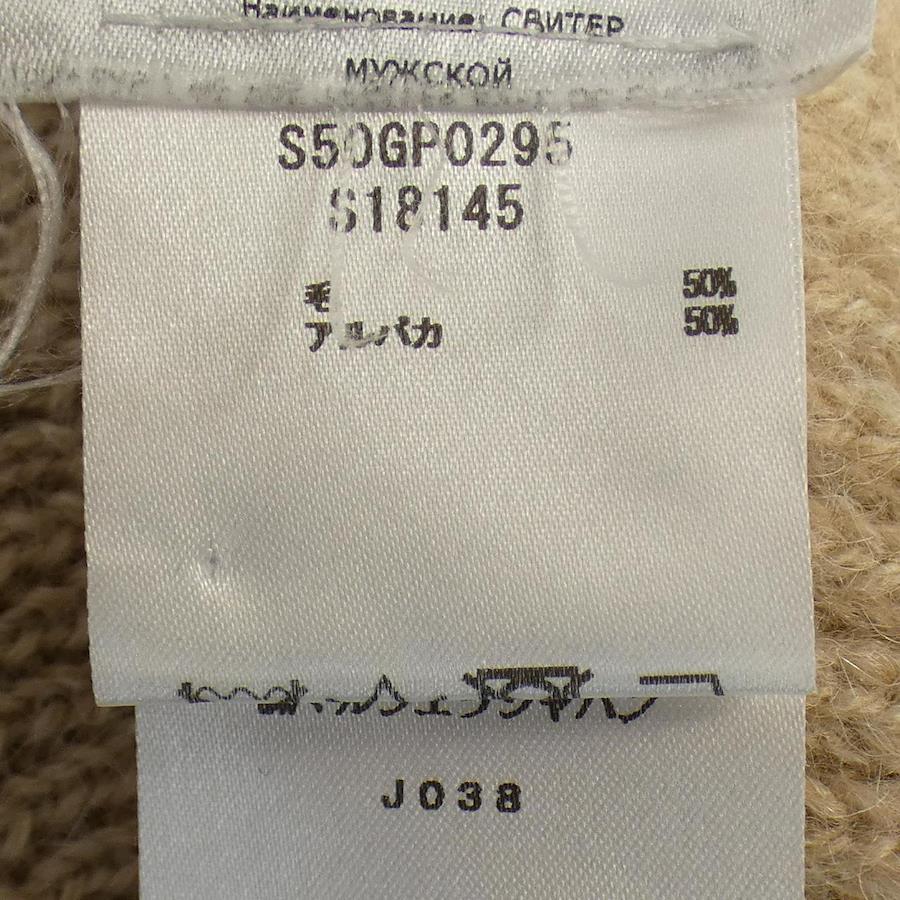 Наименование: СВИТЕР
МУЖСКОЙ
S50GP0295
S18145
毛 50%
アルパカ 50%
J038